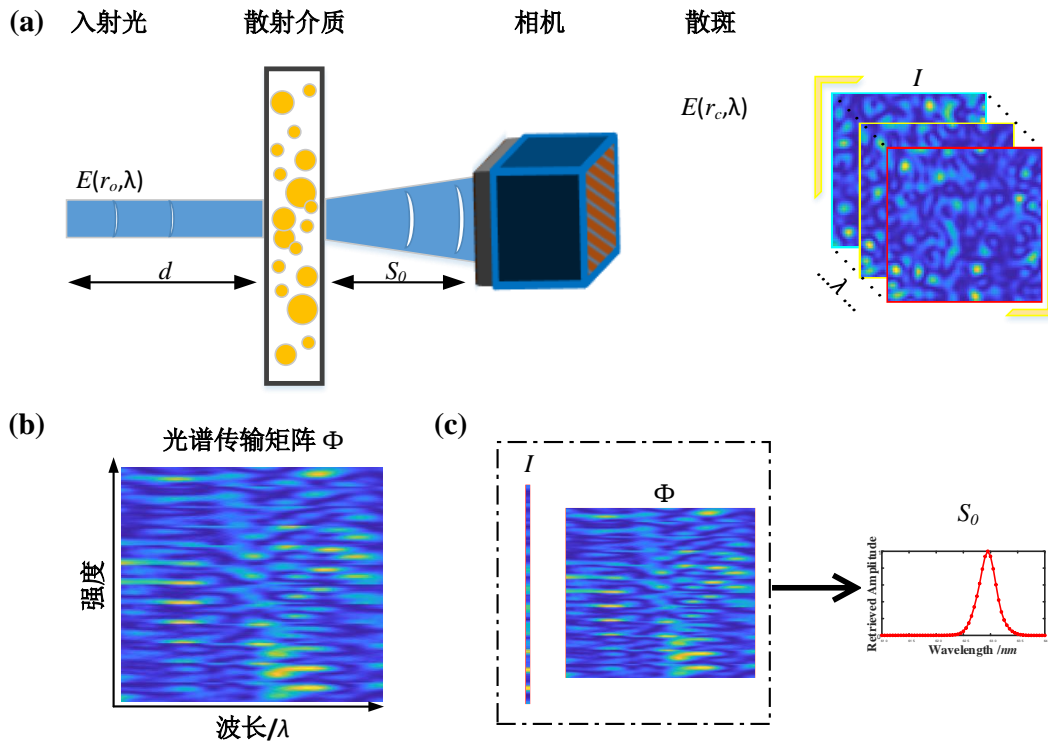 (a) 入射光 散射介质 相机 散斑
I
E(rc,λ)
E(ro,λ)
d
S0
...λ......
(b)
(c)
光谱传输矩阵 Φ
强度
波长/λ
I
Φ
S0
Retrieved Amplitude
Wavelength /nm